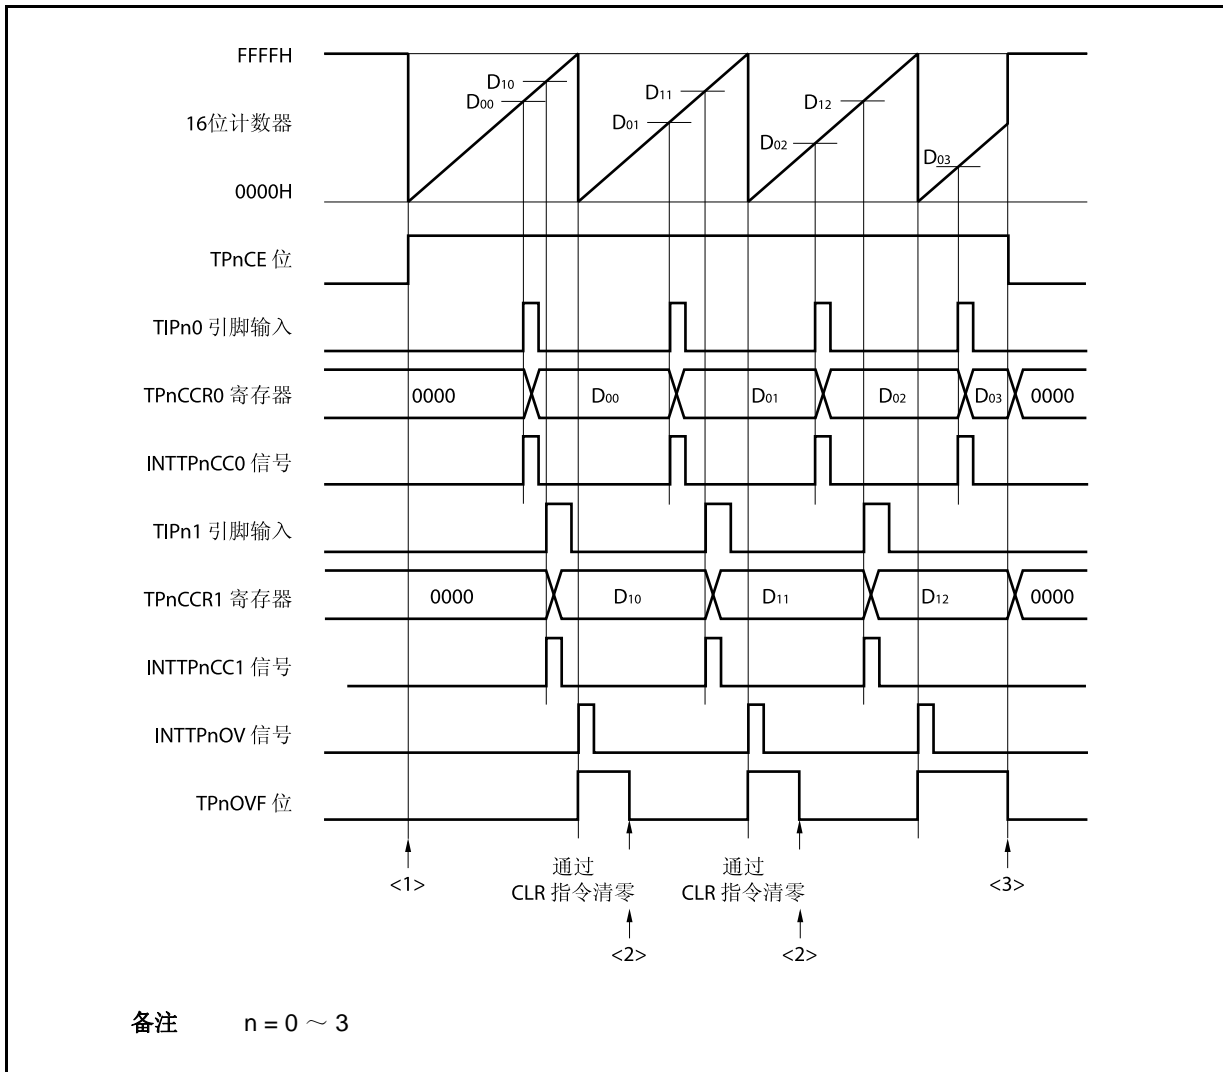 FFFFH
D10
D00
D11
D01
D12
D02
D03
16位计数器
0000H
TPnCE 位
TIPn0 引脚输入
TPnCCR0 寄存器
0000
D00
D01
D02
D03
0000
INTTPnCC0 信号
TIPn1 引脚输入
TPnCCR1 寄存器
0000
D10
D11
D12
0000
INTTPnCC1 信号
INTTPnOV 信号
TPnOVF 位
<1>
通过
CLR 指令清零
<2>
通过
CLR 指令清零
<2>
<3>
备注 n = 0 ～ 3